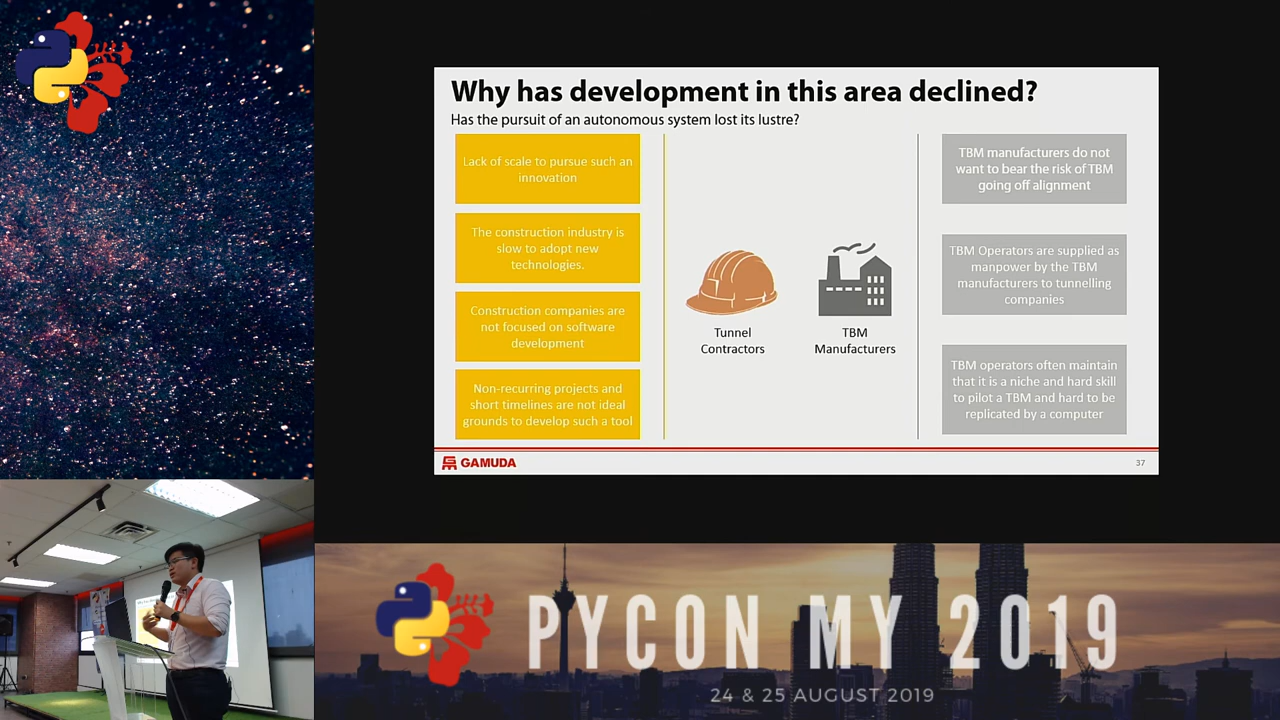 Why has development in this area declined?
Has the pursuit of an autonomous system lost its lustre?
Lack of scale to pursue such an
innovation
The construction industry is
slow to adopt new
technologies.
Construction companies are
not focused on software
development
Non-recurring projects and
short timelines are not ideal
grounds to develop such a tool
Tunnel
Contractors
TBM
Manufacturers
TBM manufacturers do not
want to bear the risk of TBM
going off alignment
TBM Operators are supplied as
manpower by the TBM
manufacturers to tunnelling
companies
TBM operators often maintain
that it is a niche and hard skill
to pilot a TBM and hard to be
replicated by a computer
GAMUDA
37
PYCON MY 2019
24 & 25 AUGUST 2019